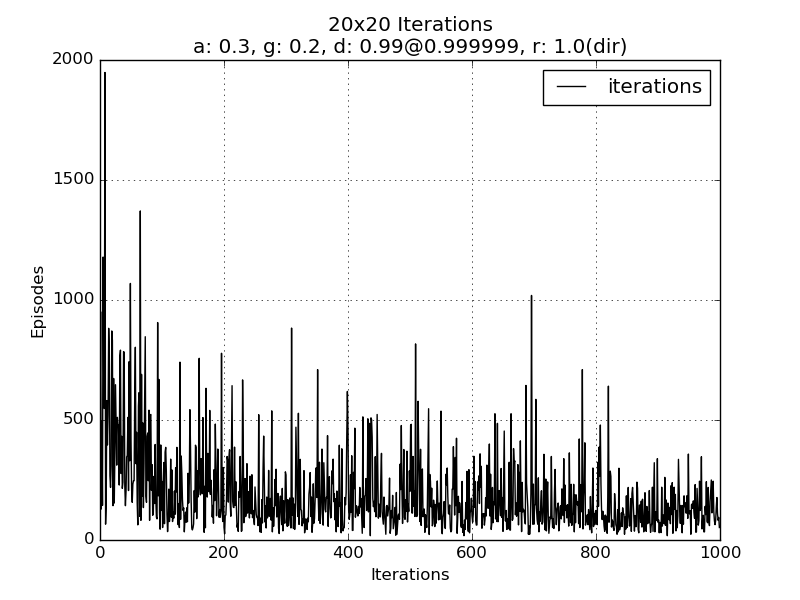 20x20 Iterations
a: 0.3, g: 0.2, d: 0.99@0.999999, r: 1.0(dir)
iterations
2000
1500
1000
500
0
Episodes
0 200 400 600 800 1000
Iterations